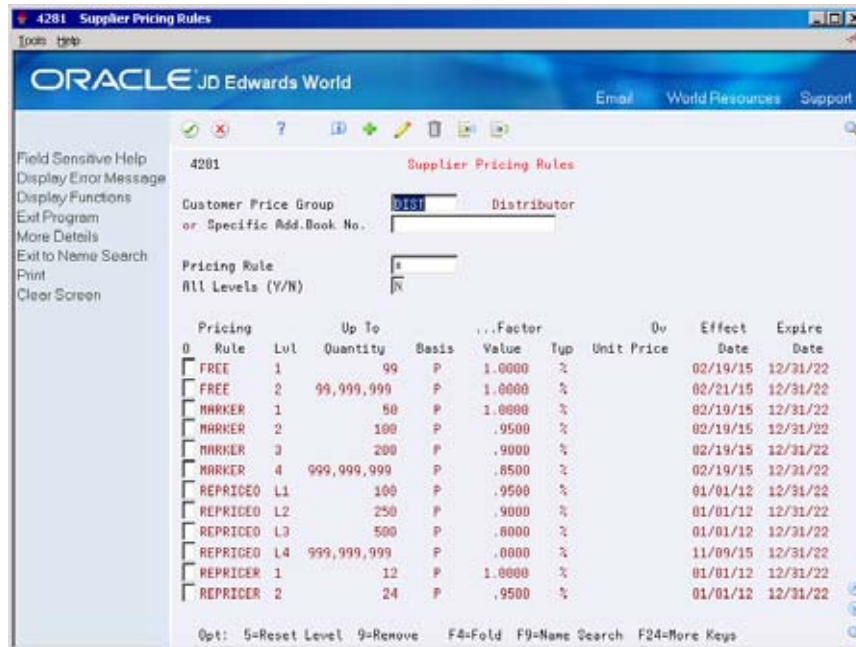 4281 Supplier Pricing Rules
Tools Help
ORACLE JD Edwards World
Email World Resources Support
Field Sensitive Help
Display Error Message
Display Functions
Exit Program
More Details
Exit to Name Search
Print
Clear Screen
4281 Supplier Pricing Rules
Customer Price Group DIST Distributor
or Specific Add.Book No.
Pricing Rule *
All Levels (Y/N) N
Pricing Up To ...Factor Ov Effect Expire
O Rule Lvl Quantity Basis Value Typ Unit Price Date Date
FREE 1 99 P 1.0000 % 02/19/15 12/31/22
FREE 2 99,999,999 P 1.0000 % 02/21/15 12/31/22
MARKER 1 50 P 1.0000 % 02/19/15 12/31/22
MARKER 2 100 P .9500 % 02/19/15 12/31/22
MARKER 3 200 P .9000 % 02/19/15 12/31/22
MARKER 4 999,999,999 P .8500 % 02/19/15 12/31/22
REPRICEO L1 100 P .9500 % 01/01/12 12/31/22
REPRICEO L2 250 P .9000 % 01/01/12 12/31/22
REPRICEO L3 500 P .8000 % 01/01/12 12/31/22
REPRICEO L4 999,999,999 P .0000 % 11/09/15 12/31/22
REPRICER 1 12 P 1.0000 % 01/01/12 12/31/22
REPRICER 2 24 P .9500 % 01/01/12 12/31/22
Opt: 5=Reset Level 9=Remove F4=Fold F9=Name Search F24=More Keys